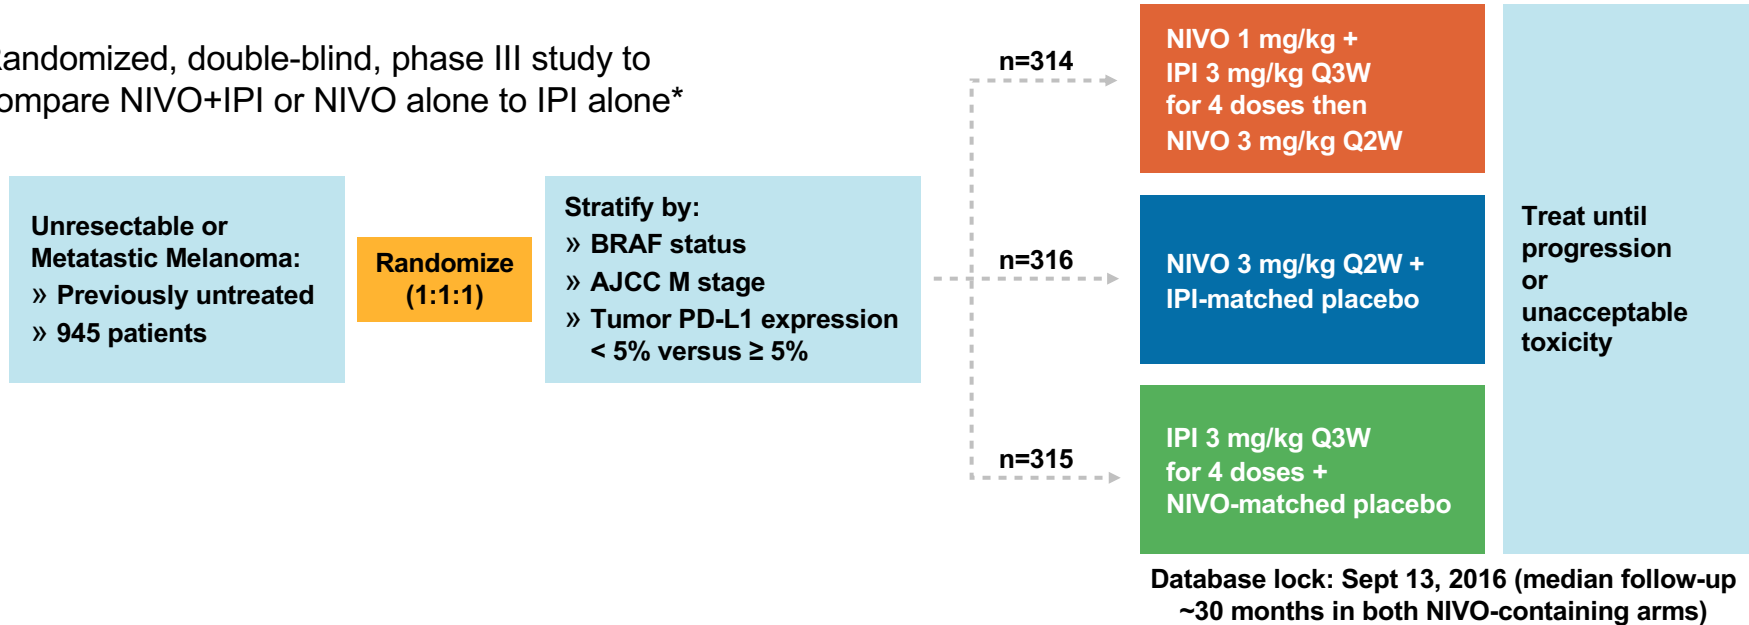 andomized, double-blind, phase III study to
ompare NIVO+IPI or NIVO alone to IPI alone*
Unresectable or
Metatastic Melanoma:
» Previously untreated
» 945 patients
Randomize
(1:1:1)
Stratify by:
» BRAF status
» AJCC M stage
» Tumor PD-L1 expression
< 5% versus ≥ 5%
n=314
NIVO 1 mg/kg +
IPI 3 mg/kg Q3W
for 4 doses then
NIVO 3 mg/kg Q2W
n=316
NIVO 3 mg/kg Q2W +
IPI-matched placebo
n=315
IPI 3 mg/kg Q3W
for 4 doses +
NIVO-matched placebo
Treat until
progression
or
unacceptable
toxicity
Database lock: Sept 13, 2016 (median follow-up
~30 months in both NIVO-containing arms)